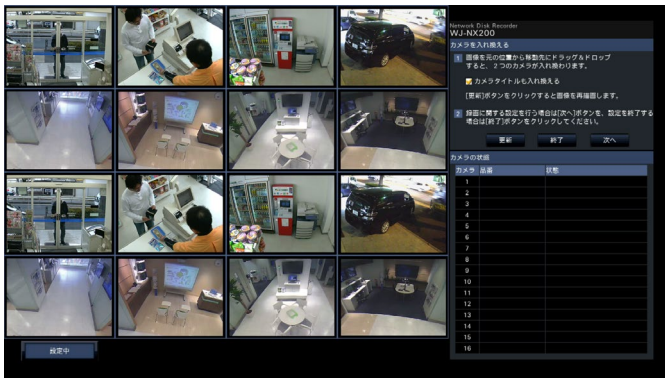 Network Disk Recorder
WJ-NX200
カメラを入れ換える
1 画像を元の位置から移動先にドラッグ&ドロップ
すると、2つのカメラが入れ換わります。
カメラタイトルも入れ換える
[更新]ボタンをクリックすると画像を再描画します。
2 録画に関する設定を行う場合は[次へ]ボタンを、設定を終了する
場合は[終了]ボタンをクリックしてください。
更新 終了 次へ
カメラの状態
カメラ 品番 状態
1
2
3
4
5
6
7
8
9
10
11
12
13
14
15
16
設定中